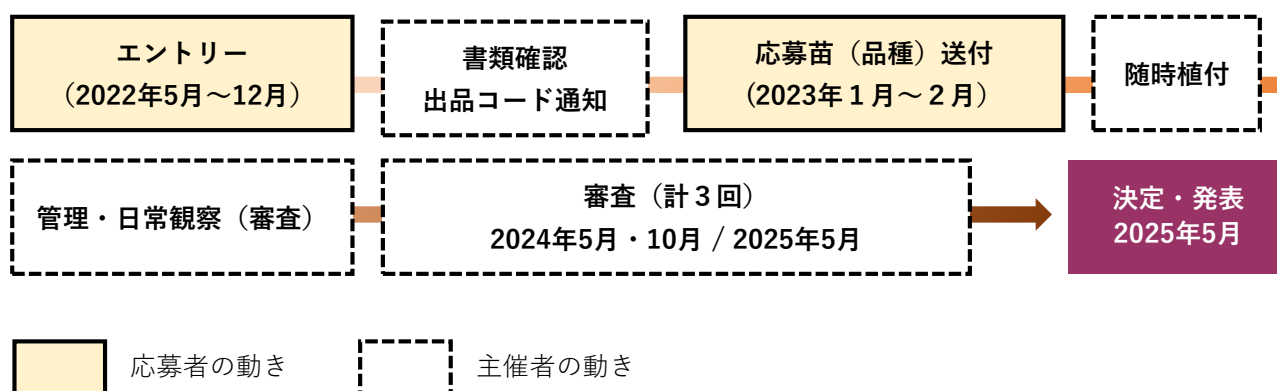 エントリー
（2022年5月～12月）
書類確認
出品コード通知
応募苗（品種）送付
(2023年１月～２月）
随時植付
管理・日常観察（審査）
審査（計３回）
2024年5月・10月 / 2025年5月
決定・発表
2025年5月
応募者の動き
主催者の動き